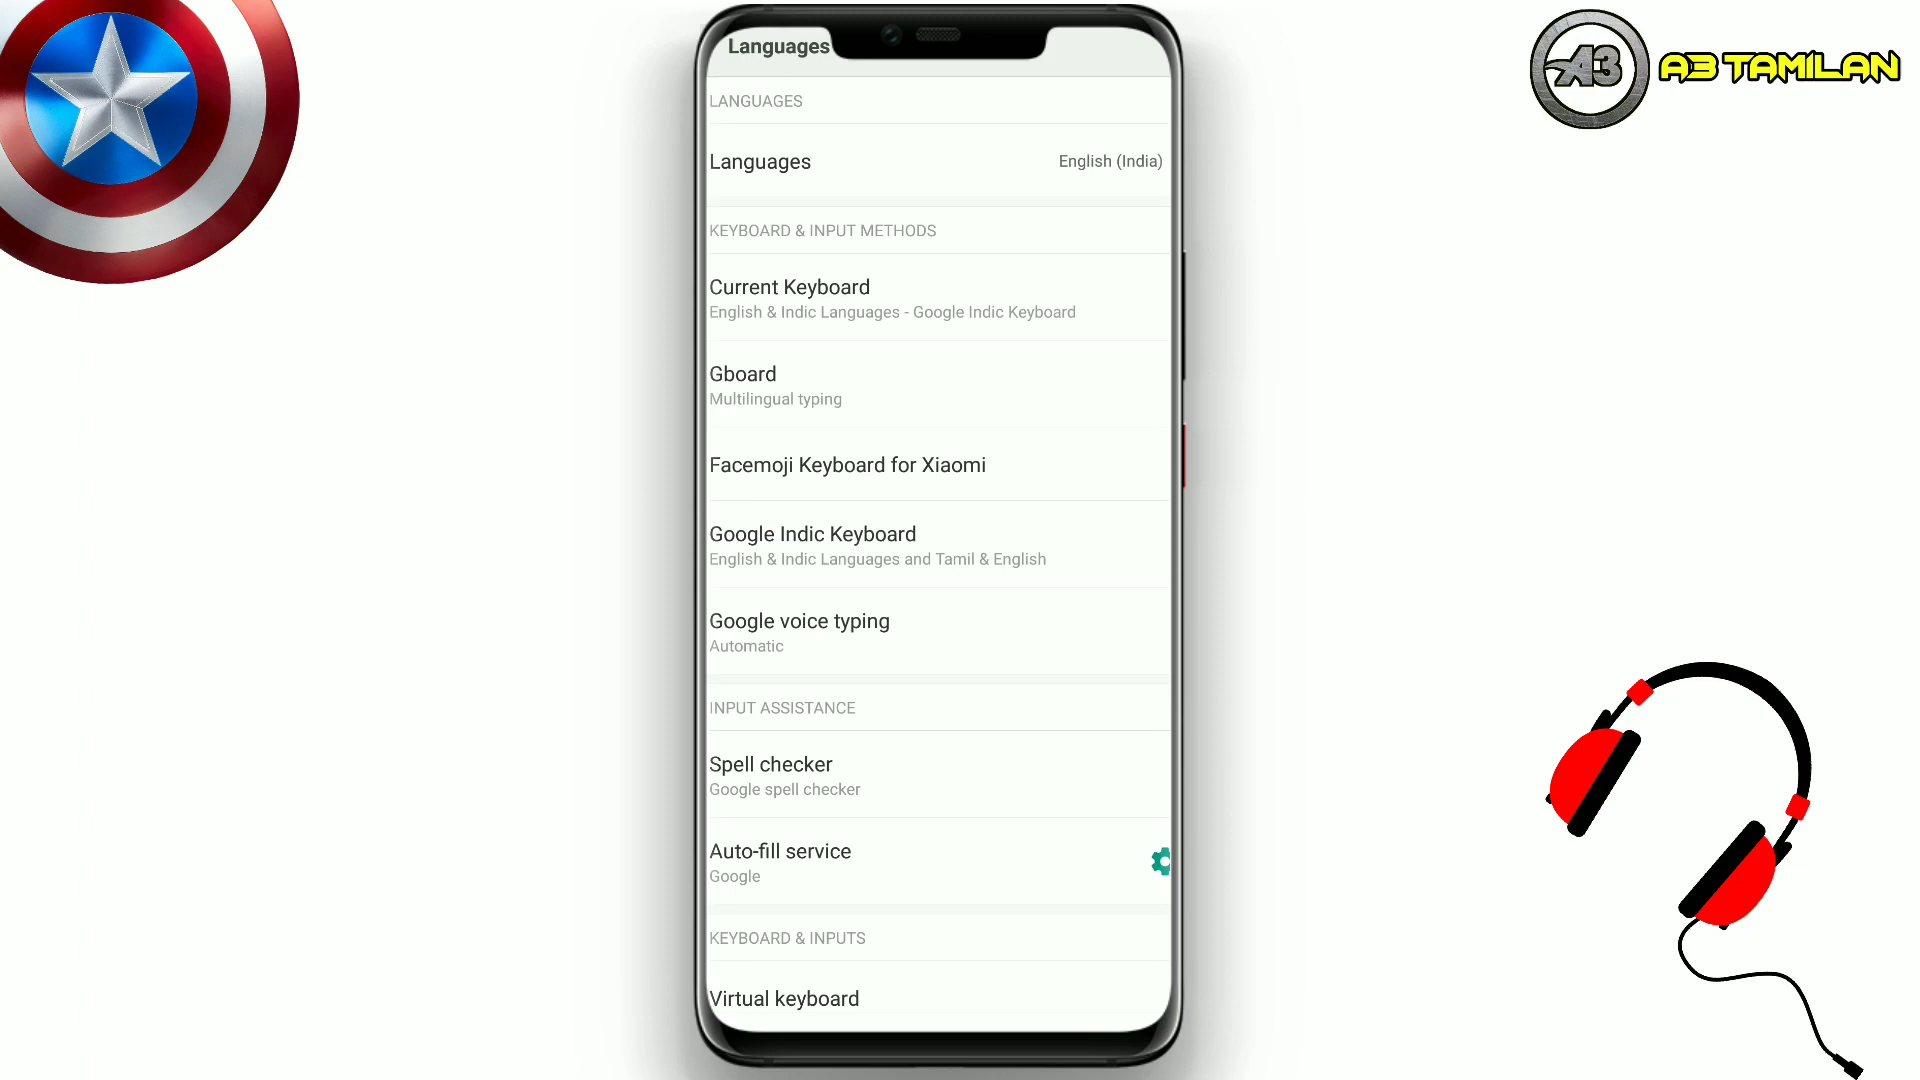 Languages
A3
A3 TAMILAN
LANGUAGES
Languages
English (India)
KEYBOARD & INPUT METHODS
Current Keyboard
English & Indic Languages - Google Indic Keyboard
Gboard
Multilingual typing
Facemoji Keyboard for Xiaomi
Google Indic Keyboard
English & Indic Languages and Tamil & English
Google voice typing
Automatic
INPUT ASSISTANCE
Spell checker
Google spell checker
Auto-fill service
Google
KEYBOARD & INPUTS
Virtual keyboard